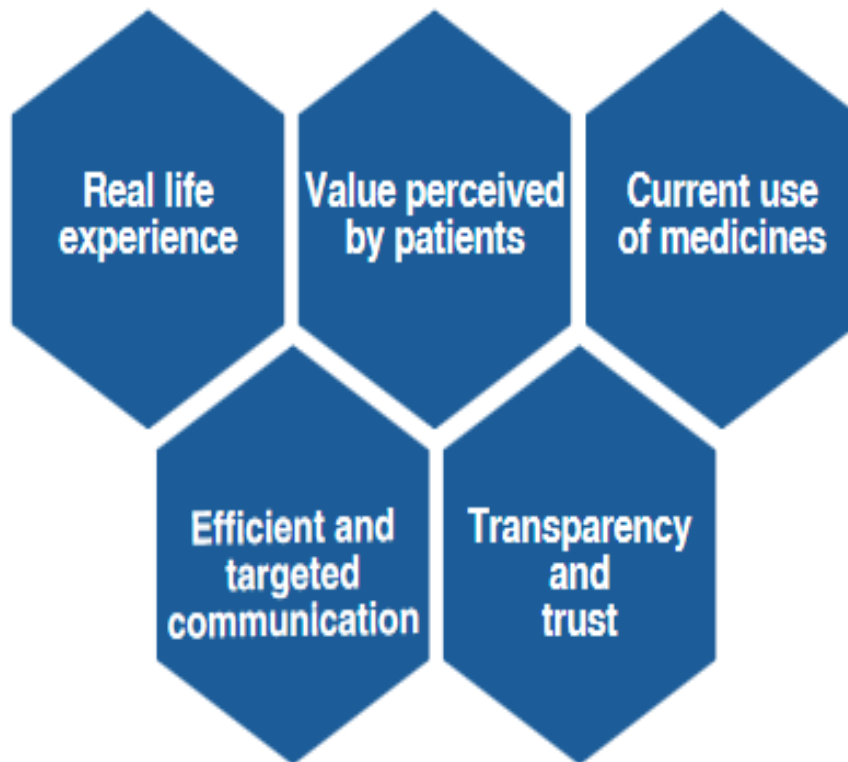 Real life
experience
Value perceived
by patients
Current use
of medicines
Efficient and
targeted
communication
Transparency
and
trust